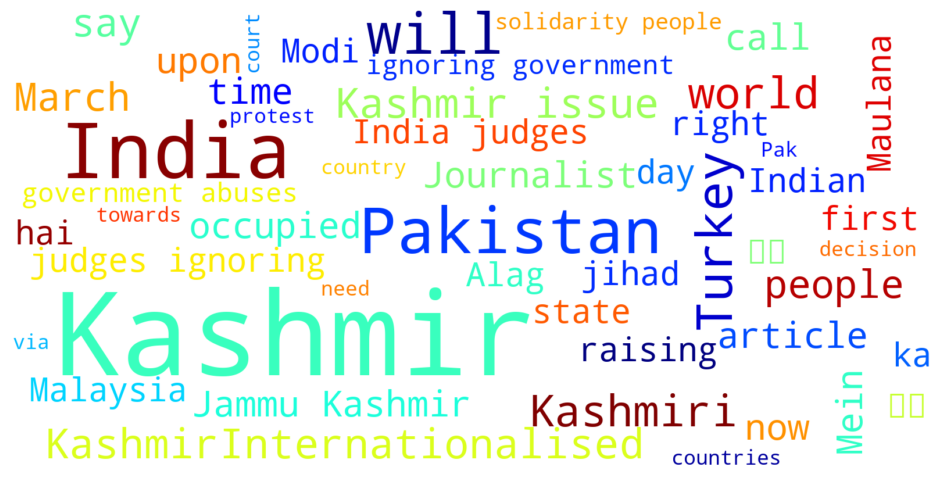 say
court
Modi
will
solidarity people
call
upon
ignoring government
Maulana
March
time
Kashmir issue
world
protest
India
India judges
right
country
Journalist
day
Pak
Indian
government abuses
towards
occupied
Pakistan
Turkey
first
hai
judges ignoring
Alag
jihad
decision
need
people
Kashmir
state
via
raising
article
ka
Malaysia
Jammu Kashmir
Kashmiri
now
Mein
KashmirInternationalised
countries